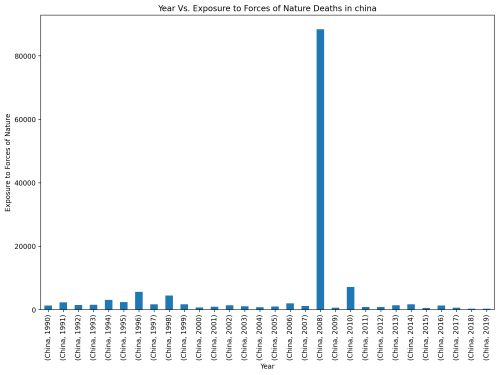 Year Vs. Exposure to Forces of Nature Deaths in china
Exposure to Forces of Nature
80000
60000
40000
20000
0
(China, 1990)
(China, 1991)
(China, 1992)
(China, 1993)
(China, 1994)
(China, 1995)
(China, 1996)
(China, 1997)
(China, 1998)
(China, 1999)
(China, 2000)
(China, 2001)
(China, 2002)
(China, 2003)
(China, 2004)
(China, 2005)
(China, 2006)
(China, 2007)
(China, 2008)
(China, 2009)
(China, 2010)
(China, 2011)
(China, 2012)
(China, 2013)
(China, 2014)
(China, 2015)
(China, 2016)
(China, 2017)
(China, 2018)
(China, 2019)
Year